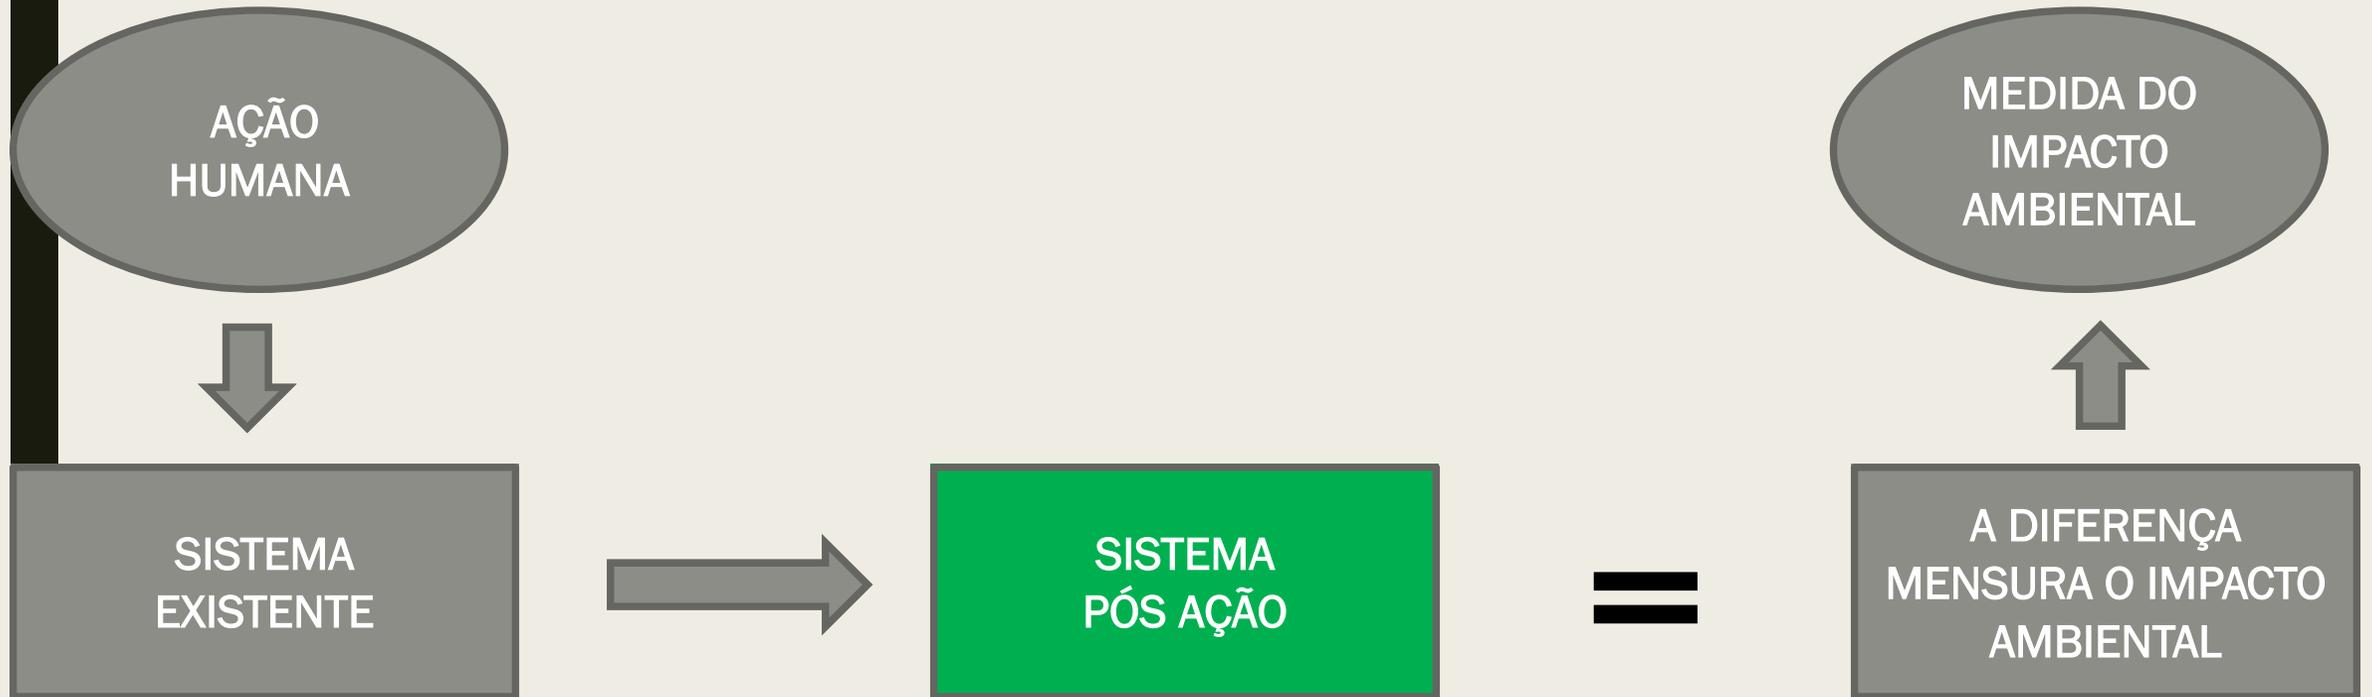 AÇÃO
HUMANA
MEDIDA DO
IMPACTO
AMBIENTAL
SISTEMA
EXISTENTE
SISTEMA
PÓS AÇÃO
=
A DIFERENÇA
MENSURA O IMPACTO
AMBIENTAL